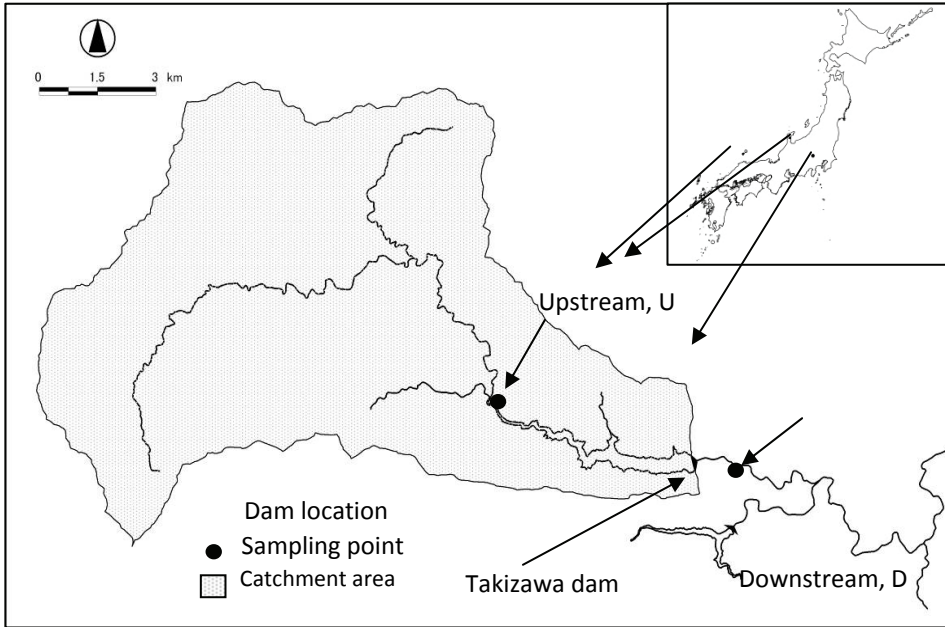 0 1.5 3 km
Upstream, U
Dam location
Sampling point
Catchment area
Takizawa dam
Downstream, D